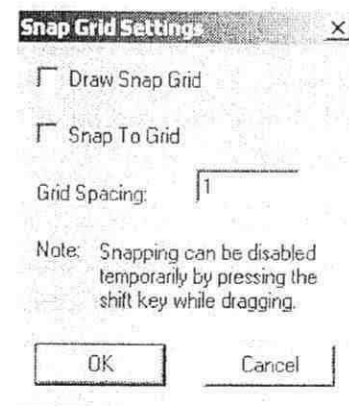 Snap Grid Settings
Draw Snap Grid
Snap To Grid
Grid Spacing: 1
Note: Snapping can be disabled
temporarily by pressing the
shift key while dragging.
OK Cancel